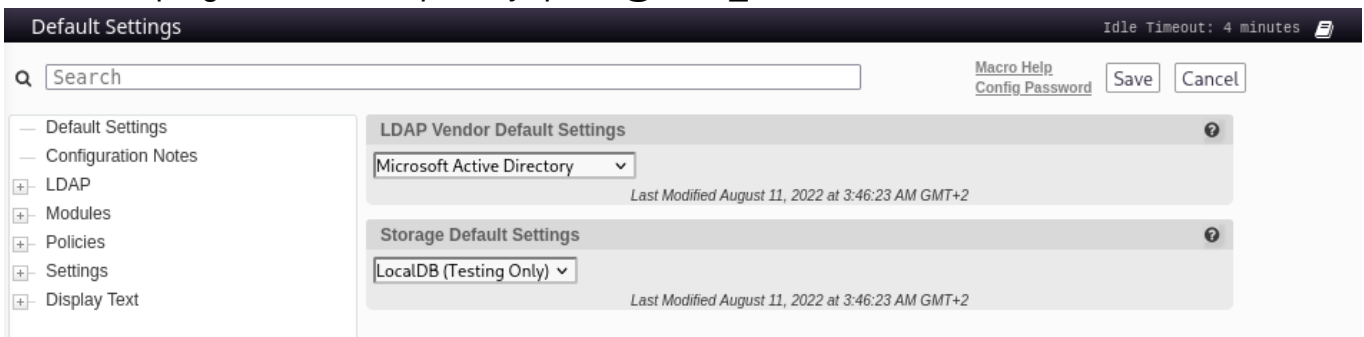 Default Settings
Idle Timeout: 4 minutes
Search
Macro Help
Config Password
Save
Cancel
Default Settings
Configuration Notes
LDAP
Modules
Policies
Settings
Display Text
LDAP Vendor Default Settings
Microsoft Active Directory
Last Modified August 11, 2022 at 3:46:23 AM GMT+2
Storage Default Settings
LocalDB (Testing Only)
Last Modified August 11, 2022 at 3:46:23 AM GMT+2